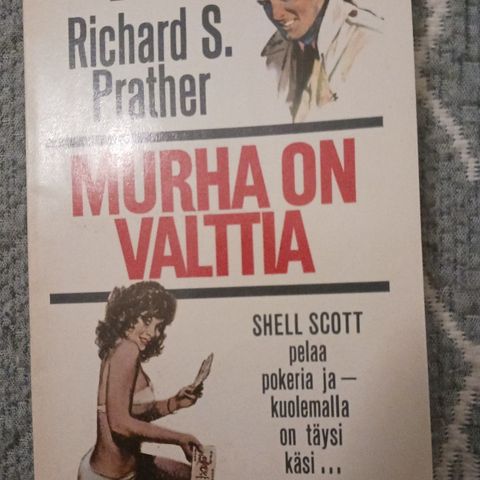 Richard S.
Prather
MURHA ON
VALTTIA
SHELL SCOTT
pelaa
pokeria ja —
kuolemalla
on täysi
käsi...